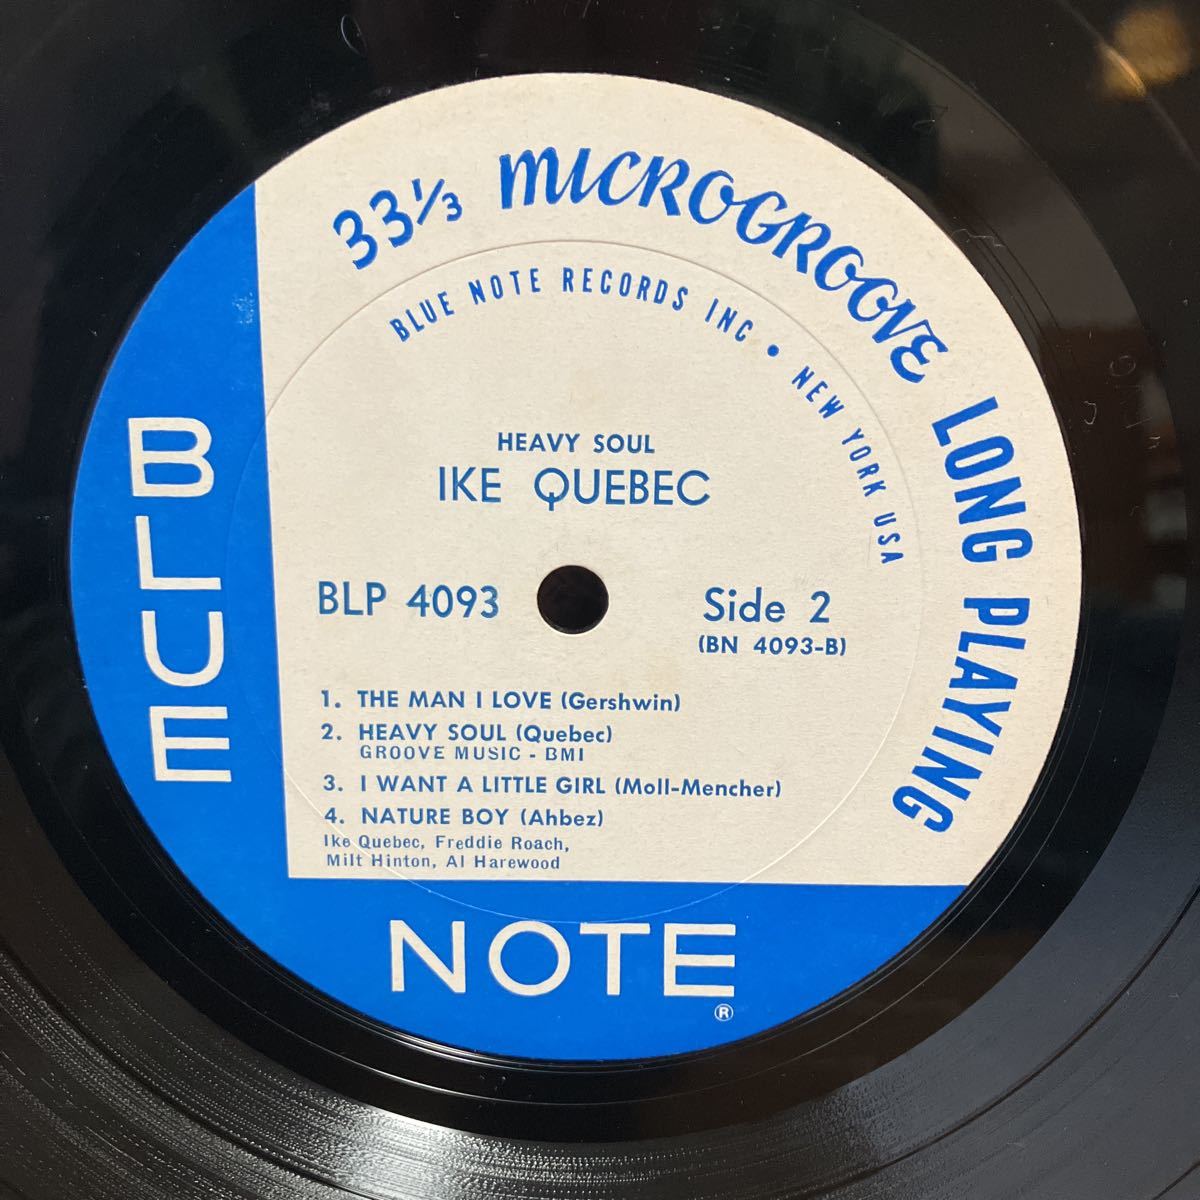 33⅓ MICROGROOVE LONG PLAYING
BLUE NOTE RECORDS INC • NEW YORK USA
HEAVY SOUL
IKE QUEBEC
BLP 4093
Side 2
(BN 4093-B)
1. THE MAN I LOVE (Gershwin)
2. HEAVY SOUL (Quebec)
GROOVE MUSIC - BMI
3. I WANT A LITTLE GIRL (Moll-Mencher)
4. NATURE BOY (Ahbez)
Ike Quebec, Freddie Roach,
Milt Hinton, Al Harewood
BLUE
NOTE
®